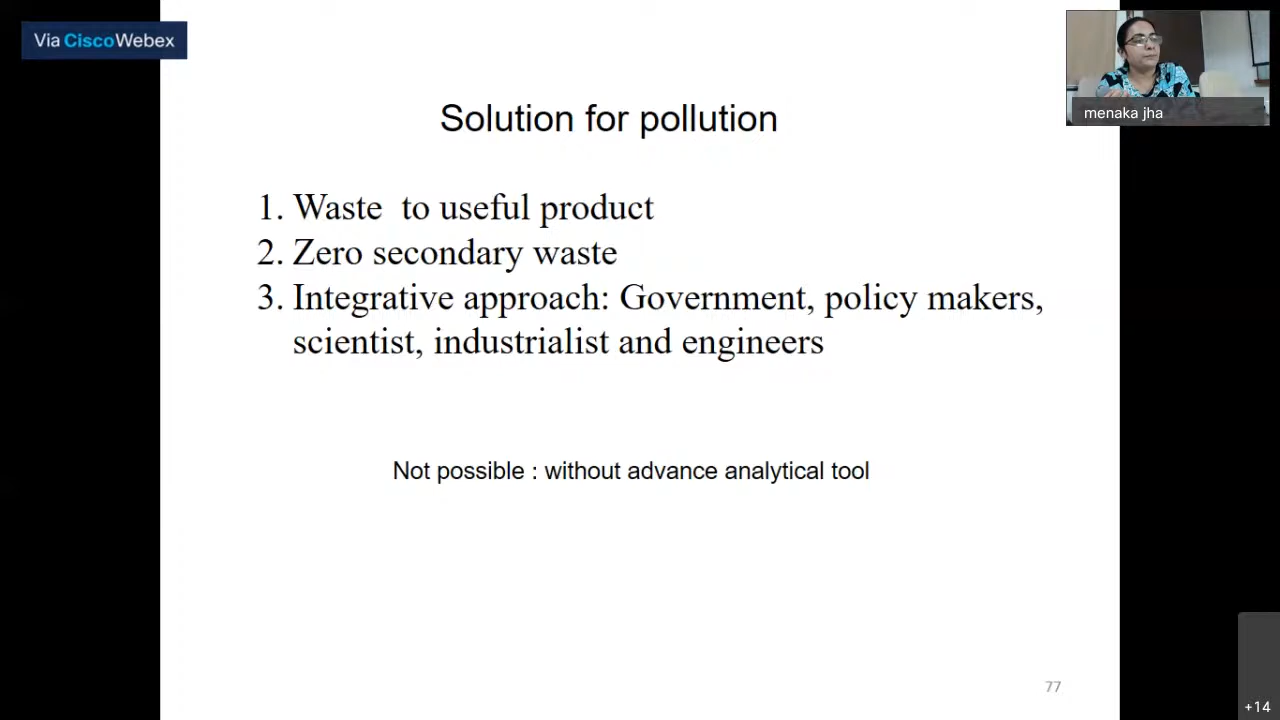 Via CiscoWebex
menaka jha
Solution for pollution
1. Waste to useful product
2. Zero secondary waste
3. Integrative approach: Government, policy makers,
scientist, industrialist and engineers
Not possible : without advance analytical tool
77
+14